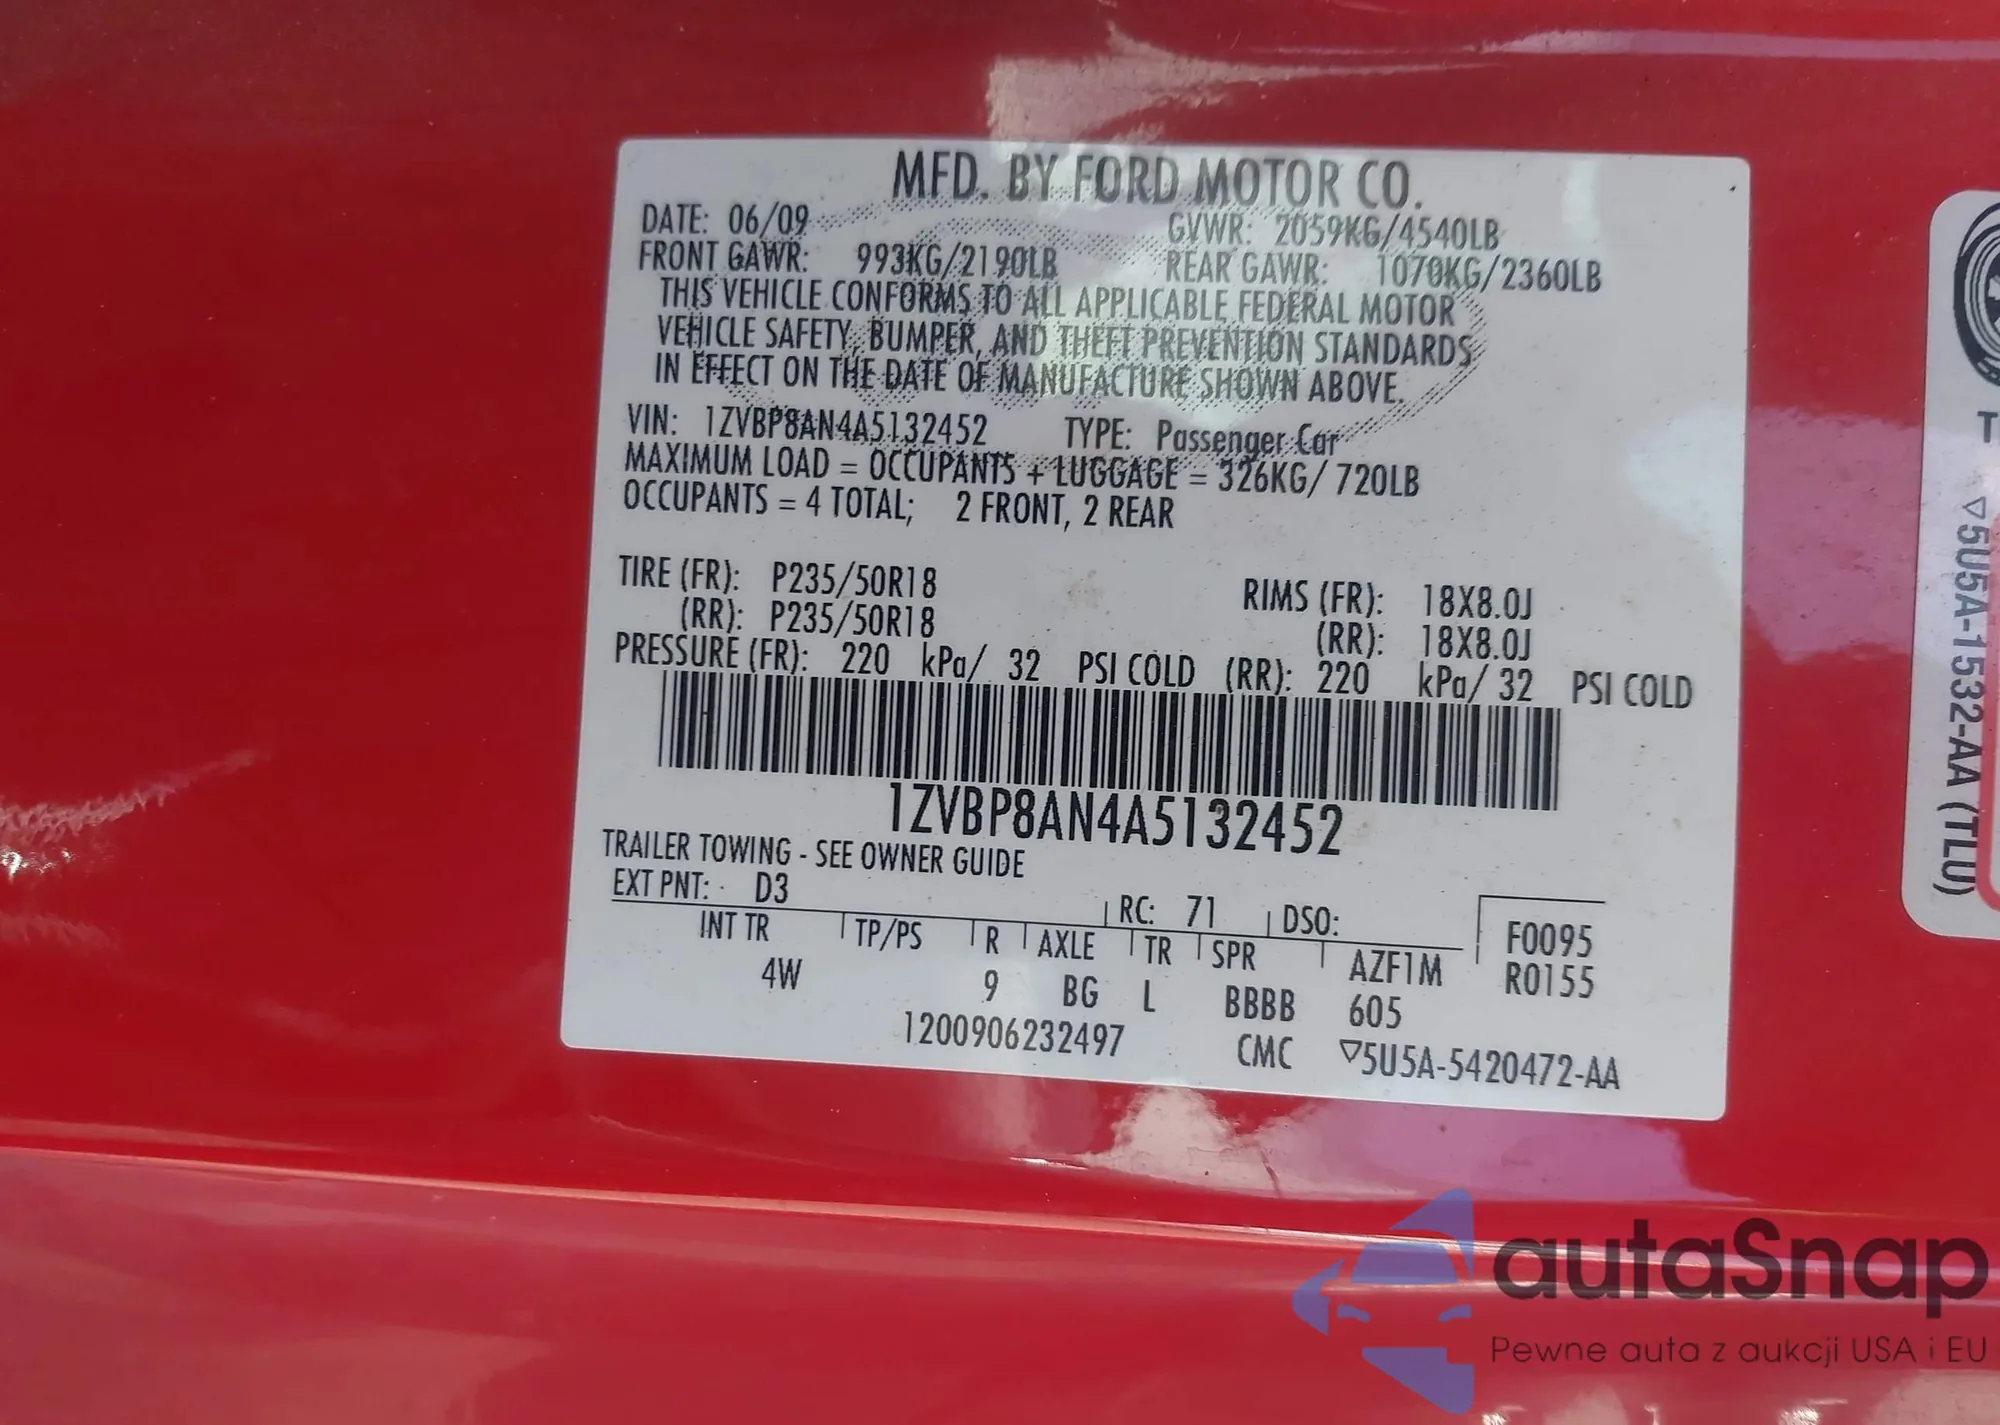 MFD. BY FORD MOTOR CO.
DATE: 06/09 GVWR: 2059KG/4540LB
FRONT GAWR: 993KG/2190LB REAR GAWR: 1070KG/2360LB
THIS VEHICLE CONFORMS TO ALL APPLICABLE FEDERAL MOTOR
VEHICLE SAFETY, BUMPER, AND THEFT PREVENTION STANDARDS
IN EFFECT ON THE DATE OF MANUFACTURE SHOWN ABOVE.
VIN: 1ZVBP8AN4A5132452 TYPE: Passenger Car
MAXIMUM LOAD = OCCUPANTS + LUGGAGE = 326KG/ 720LB
OCCUPANTS = 4 TOTAL; 2 FRONT, 2 REAR
TIRE (FR): P235/50R18 RIMS (FR): 18X8.0J
(RR): P235/50R18 (RR): 18X8.0J
PRESSURE (FR): 220 kPa/ 32 PSI COLD (RR): 220 kPa/ 32 PSI COLD
1ZVBP8AN4A5132452
TRAILER TOWING - SEE OWNER GUIDE
EXT PNT: D3 RC: 71 DSO: F0095
INT TR TP/PS R AXLE TR SPR AZF1M R0155
4W 9 BG L BBBB 605
1200906232497 CMC ▽5U5A-5420472-AA
▽5U5A-1532-AA (TLU)
autaSnap
Pewne auta z aukcji USA i EU